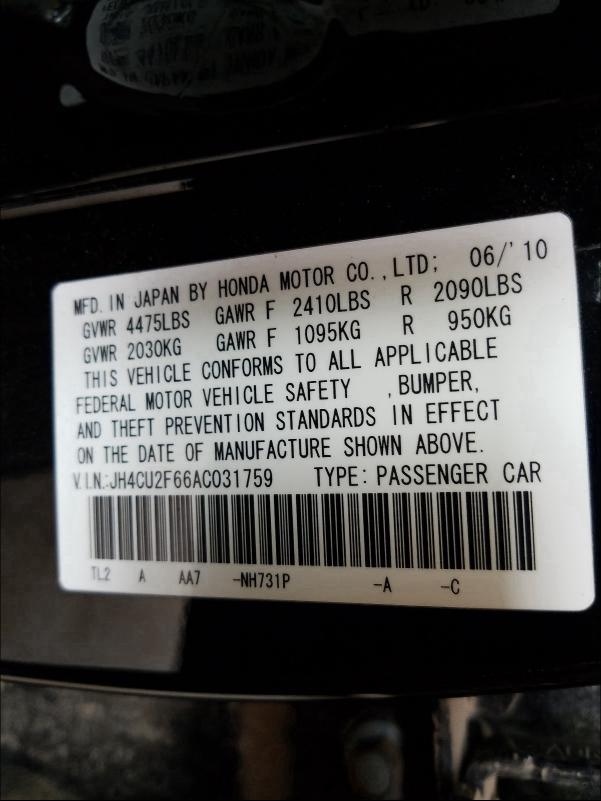 MFD. IN JAPAN BY HONDA MOTOR CO.,LTD; 06/'10
GVWR 4475LBS GAWR F 2410LBS R 2090LBS
GVWR 2030KG GAWR F 1095KG R 950KG
THIS VEHICLE CONFORMS TO ALL APPLICABLE
FEDERAL MOTOR VEHICLE SAFETY ,BUMPER,
AND THEFT PREVENTION STANDARDS IN EFFECT
ON THE DATE OF MANUFACTURE SHOWN ABOVE.
V.I.N.:JH4CU2F66AC031759 TYPE: PASSENGER CAR
TL2 A AA7 -NH731P -A -C